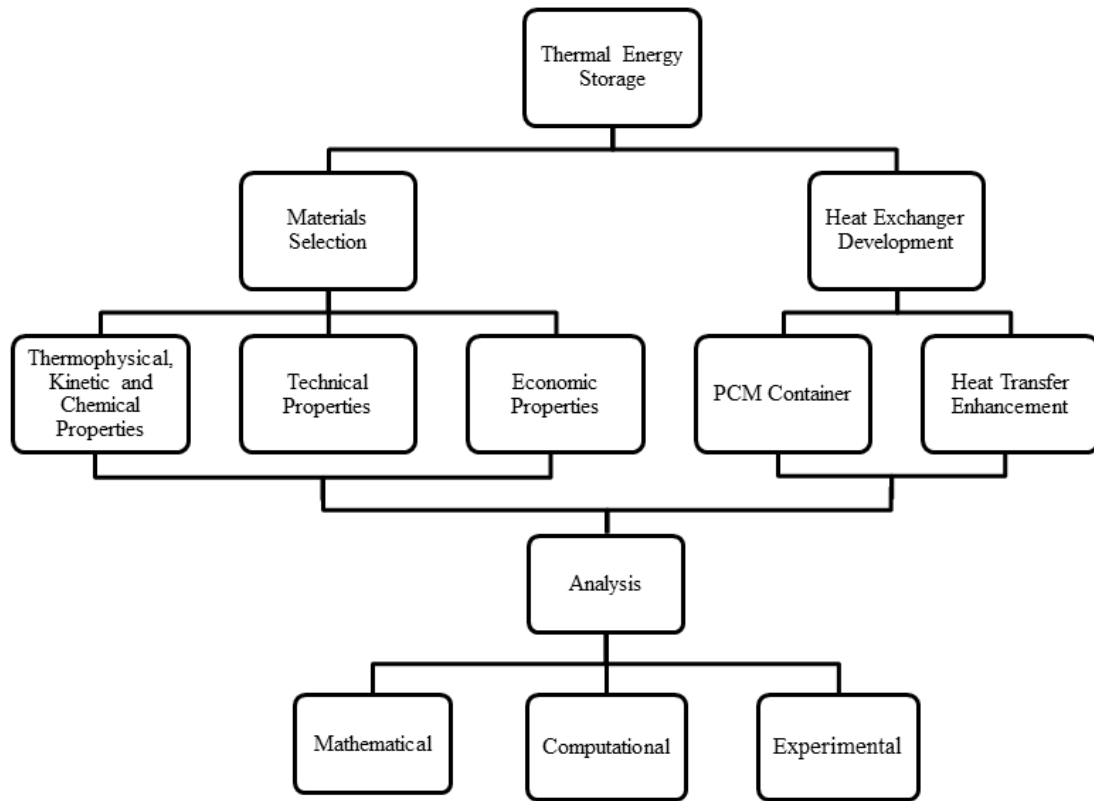 Thermal Energy
Storage
Materials
Selection
Heat Exchanger
Development
Thermophysical,
Kinetic and
Chemical
Properties
Technical
Properties
Economic
Properties
PCM Container
Heat Transfer
Enhancement
Analysis
Mathematical
Computational
Experimental